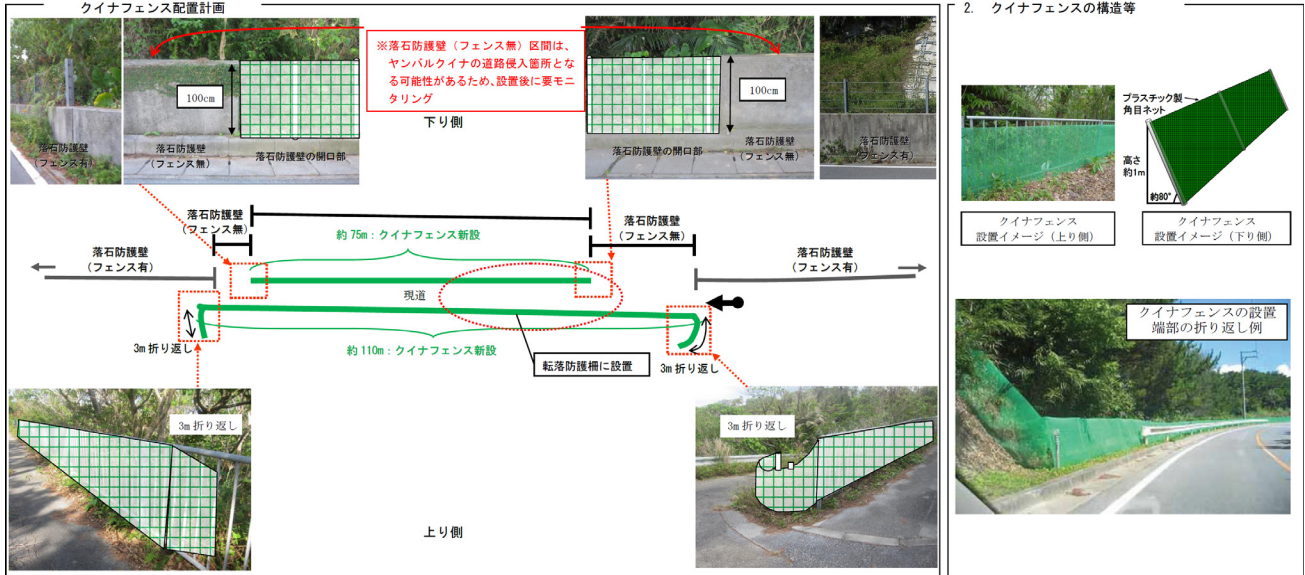 クイナフェンス配置計画
※落石防護壁（フェンス無）区間は、
ヤンバルクイナの道路侵入箇所とな
る可能性があるため、設置後に要モニ
タリング
100cm
100cm
下り側
落石防護壁
（フェンス有）
落石防護壁
（フェンス無）
落石防護壁の開口部
落石防護壁の開口部
落石防護壁
（フェンス無）
落石防護壁
（フェンス有）
落石防護壁
（フェンス無）
落石防護壁
（フェンス無）
約75m：クイナフェンス新設
落石防護壁
（フェンス有）
落石防護壁
（フェンス有）
現道
3m 折り返し
約110m：クイナフェンス新設
転落防護柵に設置
3m 折り返し
3m 折り返し
3m 折り返し
上り側
2. クイナフェンスの構造等
プラスチック製
角目ネット
高さ
約1m
約80°
クイナフェンス
設置イメージ（上り側）
クイナフェンス
設置イメージ（下り側）
クイナフェンスの設置
端部の折り返し例